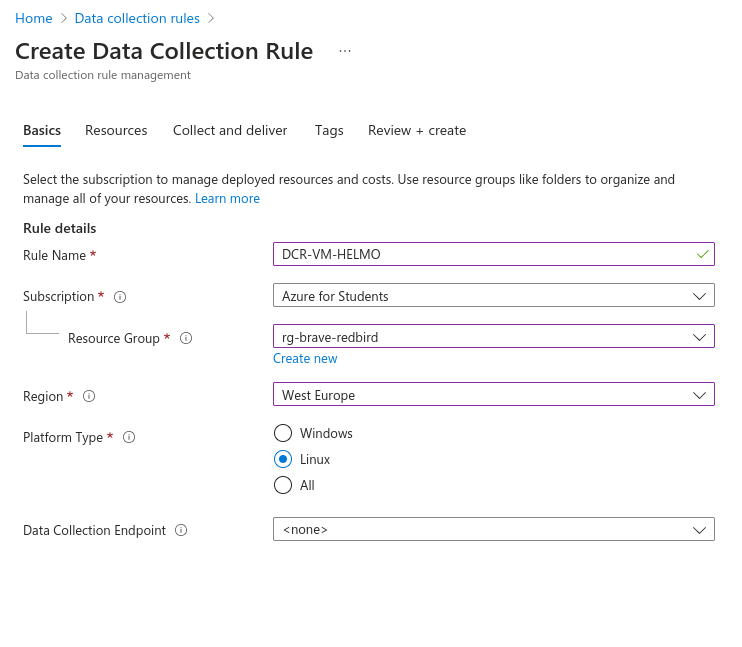 Home > Data collection rules >
Create Data Collection Rule ...
Data collection rule management
Basics Resources Collect and deliver Tags Review + create
Select the subscription to manage deployed resources and costs. Use resource groups like folders to organize and
manage all of your resources. Learn more
Rule details
Rule Name * DCR-VM-HELMO
Subscription * Azure for Students
Resource Group * rg-brave-redbird
Create new
Region * West Europe
Platform Type * Windows
Linux
All
Data Collection Endpoint <none>